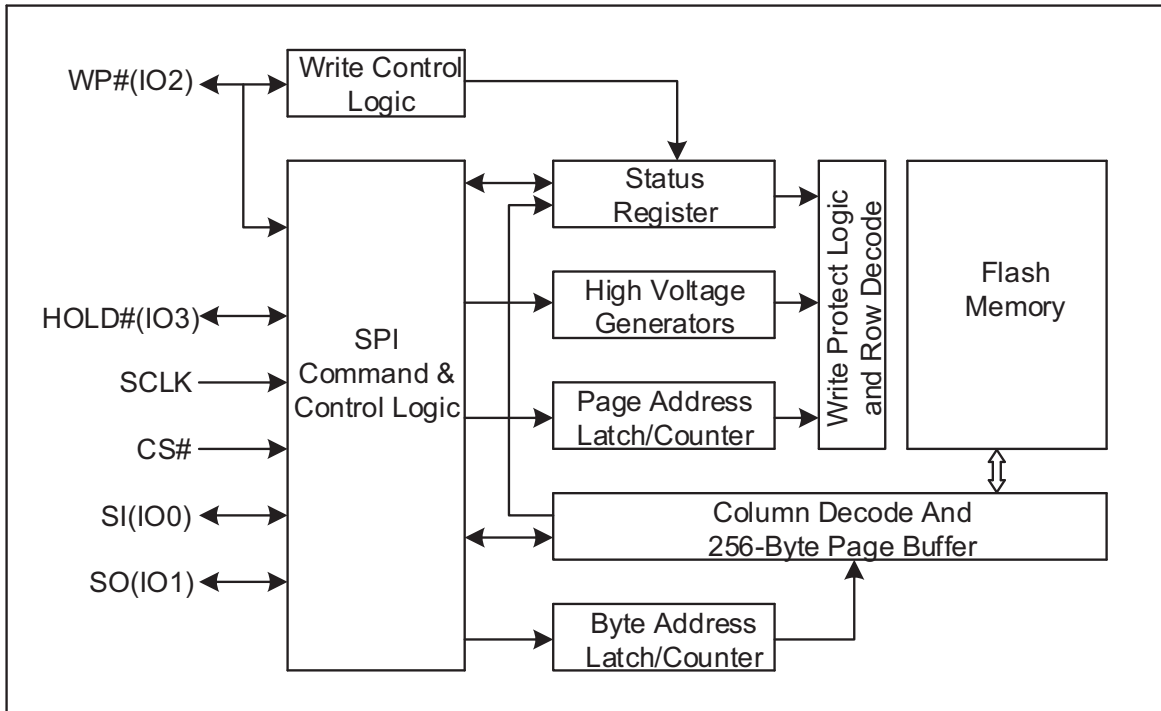 WP#(IO2)
Write Control
Logic
HOLD#(IO3)
SCLK
CS#
SI(IO0)
SO(IO1)
SPI
Command &
Control Logic
Status
Register
High Voltage
Generators
Page Address
Latch/Counter
Write Protect Logic
and Row Decode
Flash
Memory
Column Decode And
256-Byte Page Buffer
Byte Address
Latch/Counter